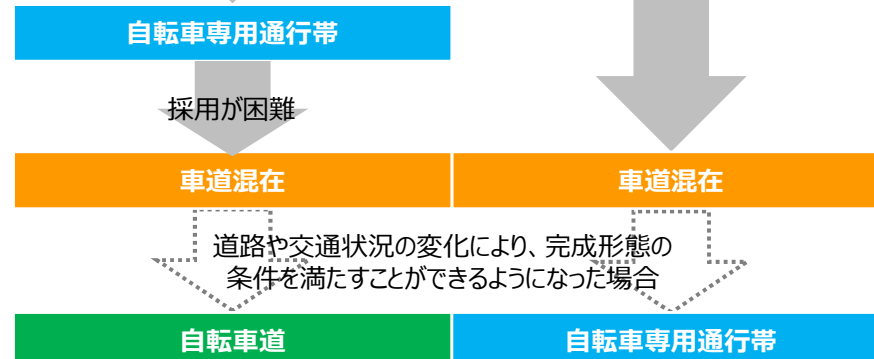 自転車専用通行帯
採用が困難
車道混在
車道混在
道路や交通状況の変化により、完成形態の
条件を満たすことができるようになった場合
自転車道
自転車専用通行帯